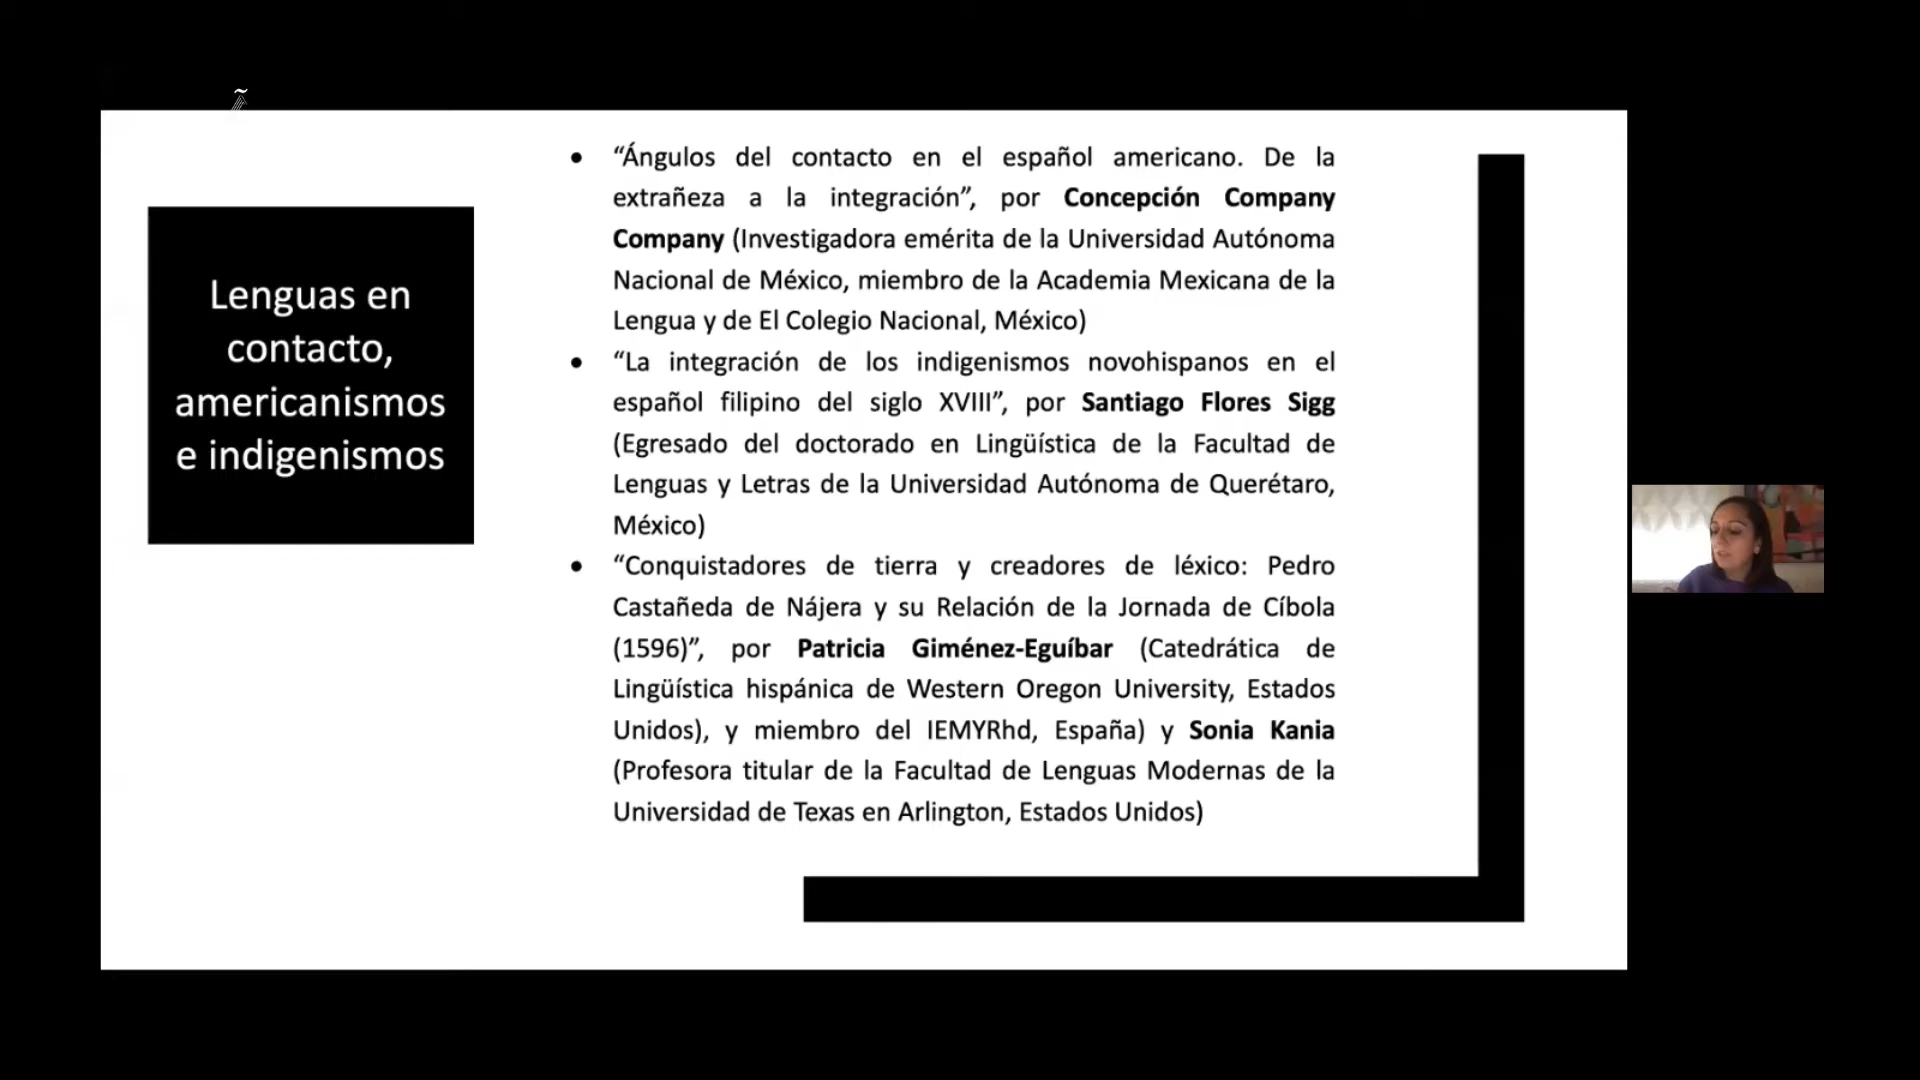 Lenguas en
contacto,
americanismos
e indigenismos
• “Ángulos del contacto en el español americano. De la
extrañeza a la integración”, por Concepción Company
Company (Investigadora emérita de la Universidad Autónoma
Nacional de México, miembro de la Academia Mexicana de la
Lengua y de El Colegio Nacional, México)
• “La integración de los indigenismos novohispanos en el
español filipino del siglo XVIII”, por Santiago Flores Sigg
(Egresado del doctorado en Lingüística de la Facultad de
Lenguas y Letras de la Universidad Autónoma de Querétaro,
México)
• “Conquistadores de tierra y creadores de léxico: Pedro
Castañeda de Nájera y su Relación de la Jornada de Cíbola
(1596)”, por Patricia Giménez-Eguíbar (Catedrática de
Lingüística hispánica de Western Oregon University, Estados
Unidos), y miembro del IEMYRhd, España) y Sonia Kania
(Profesora titular de la Facultad de Lenguas Modernas de la
Universidad de Texas en Arlington, Estados Unidos)